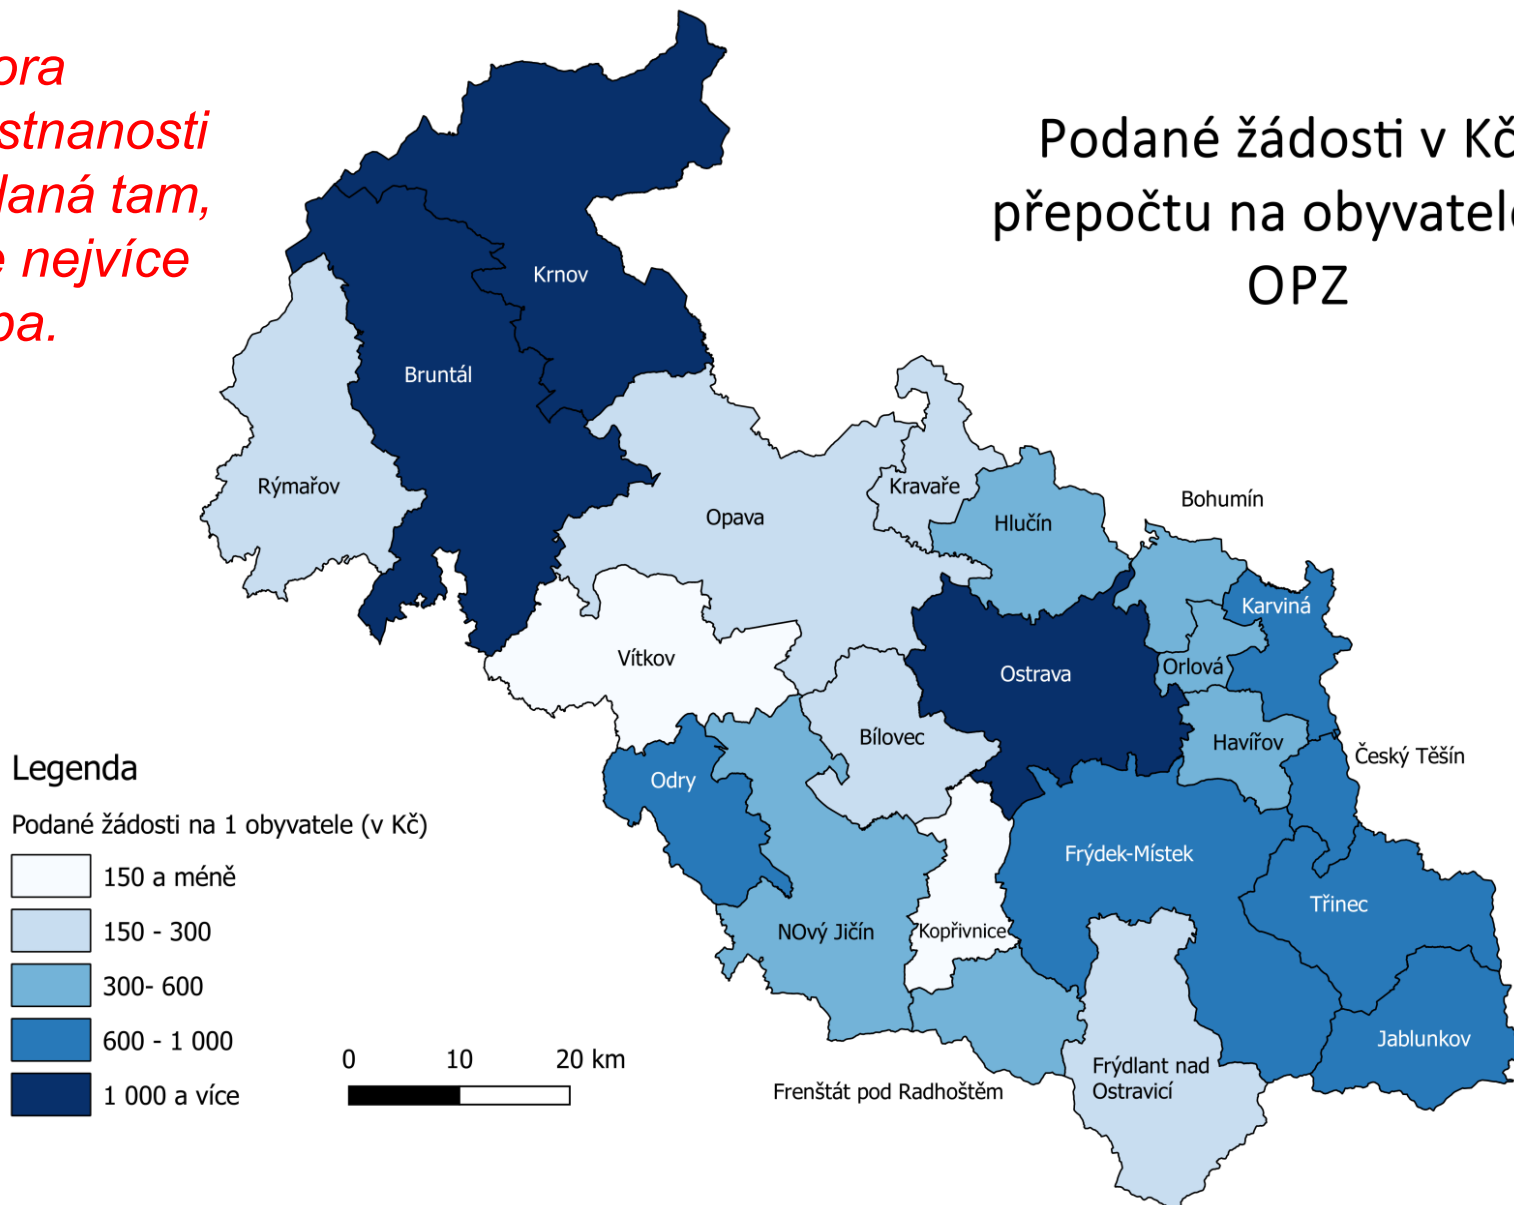 ora
stnanosti
laná tam,
e nejvíce
ba.
Podané žádosti v Kč
přepočtu na obyvatele
OPZ
Krnov
Bruntál
Rýmařov
Opava
Kravaře
Hlučín
Bohumín
Karviná
Orlová
Vítkov
Ostrava
Bílovec
Havířov
Český Těšín
Odry
Frýdek-Místek
Třinec
NOvý Jičín
Kopřivnice
Jablunkov
Frýdlant nad
Ostravicí
Frenštát pod Radhoštěm
Legenda
Podané žádosti na 1 obyvatele (v Kč)
150 a méně
150 - 300
300- 600
600 - 1 000
1 000 a více
0 10 20 km